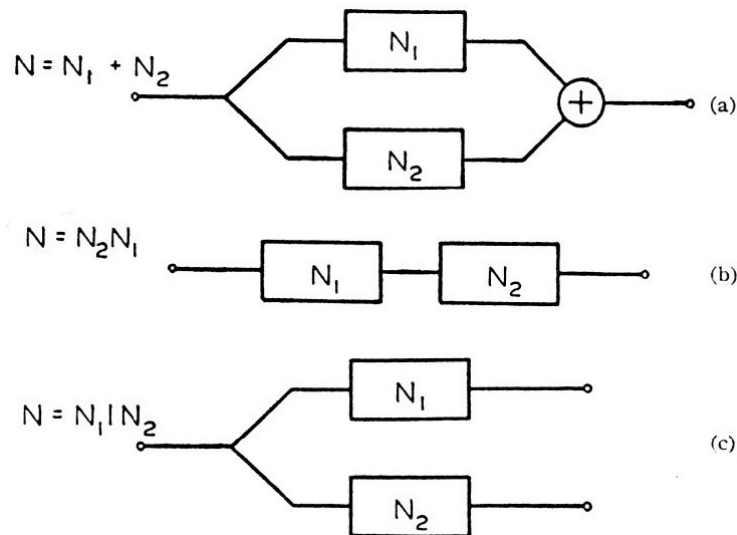 N₁
N = N₁ + N₂
+
(a)
N₂
N = N₂N₁
N₁
N₂
(b)
N₁
N = N₁|N₂
(c)
N₂